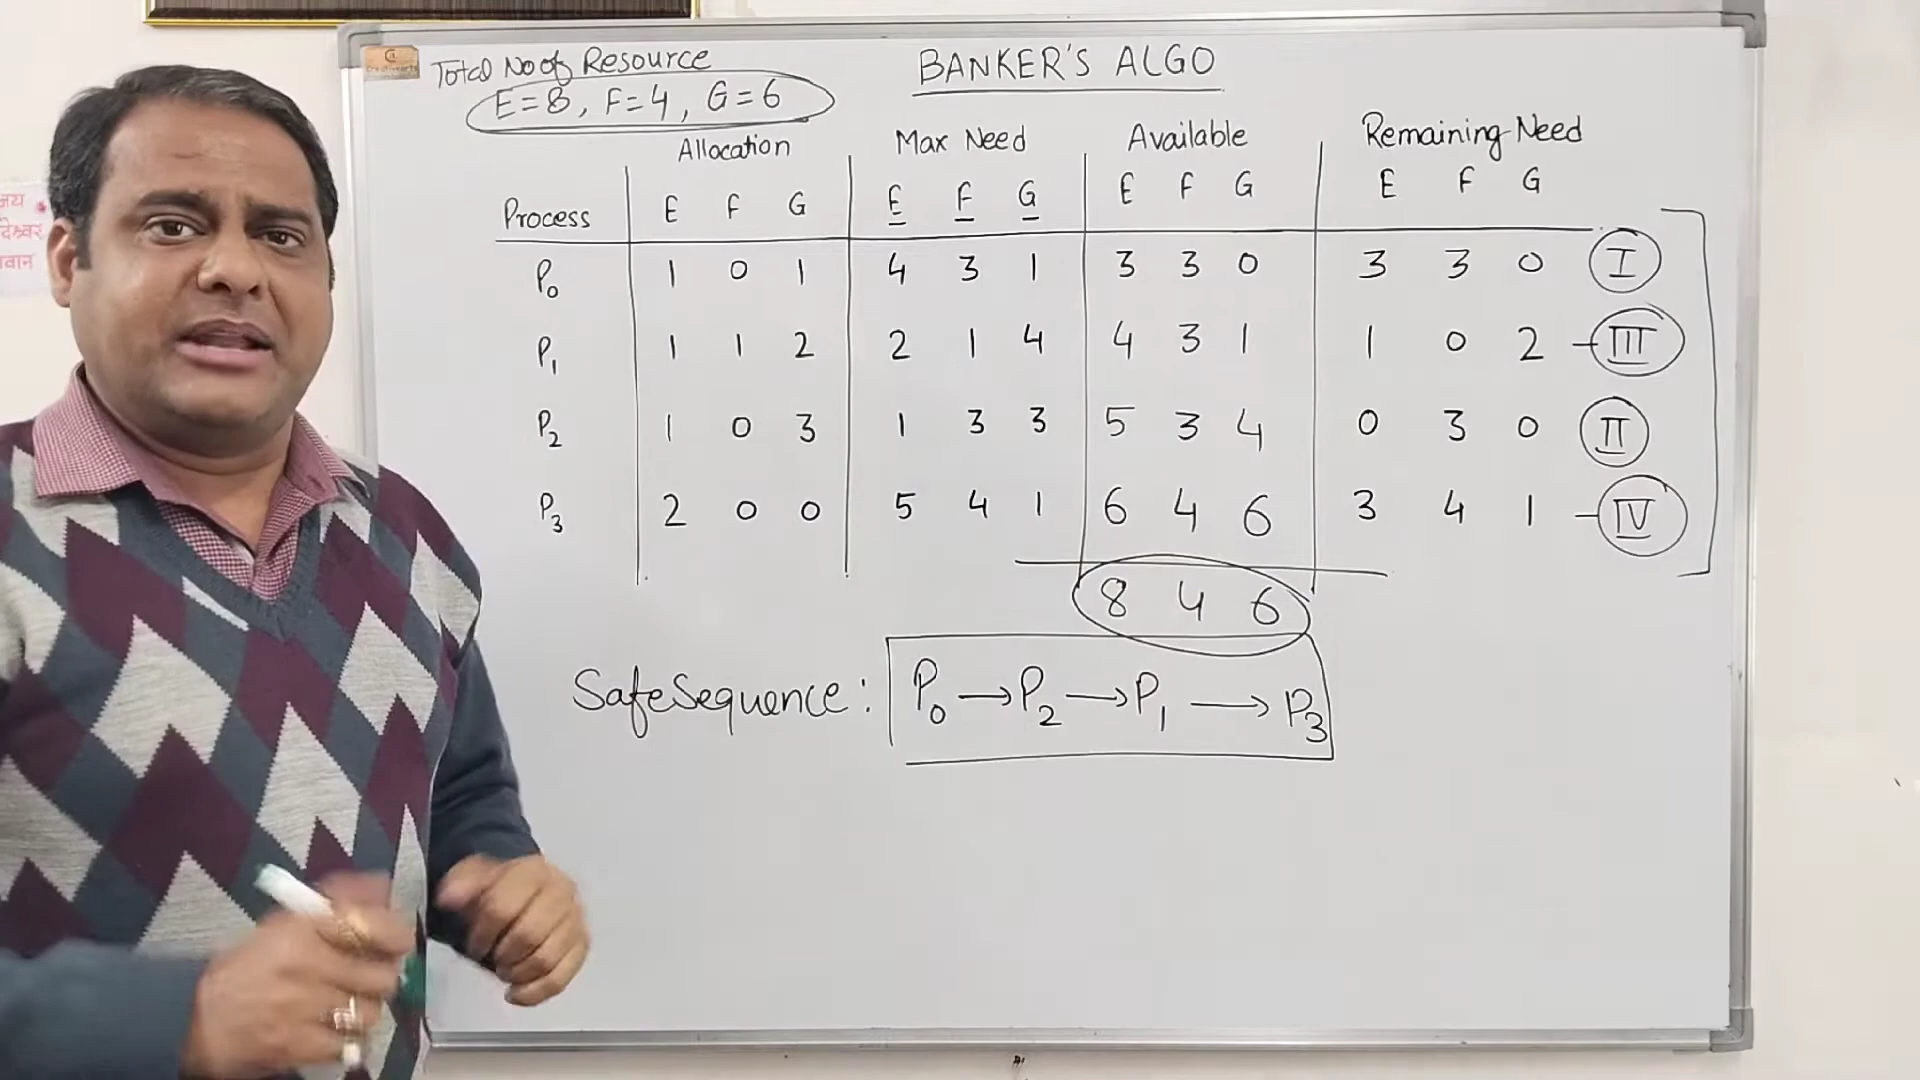 Total No of Resource
E=8, F=4, G=6
BANKER'S ALGO
Allocation Max Need Available Remaining Need
Process E F G E F G E F G E F G
P0 1 0 1 4 3 1 3 3 0 3 3 0 I
P1 1 1 2 2 1 4 4 3 1 1 0 2 III
P2 1 0 3 1 3 3 5 3 4 0 3 0 II
P3 2 0 0 5 4 1 6 4 6 3 4 1 IV
8 4 6
Safe Sequence: P0 → P2 → P1 → P3